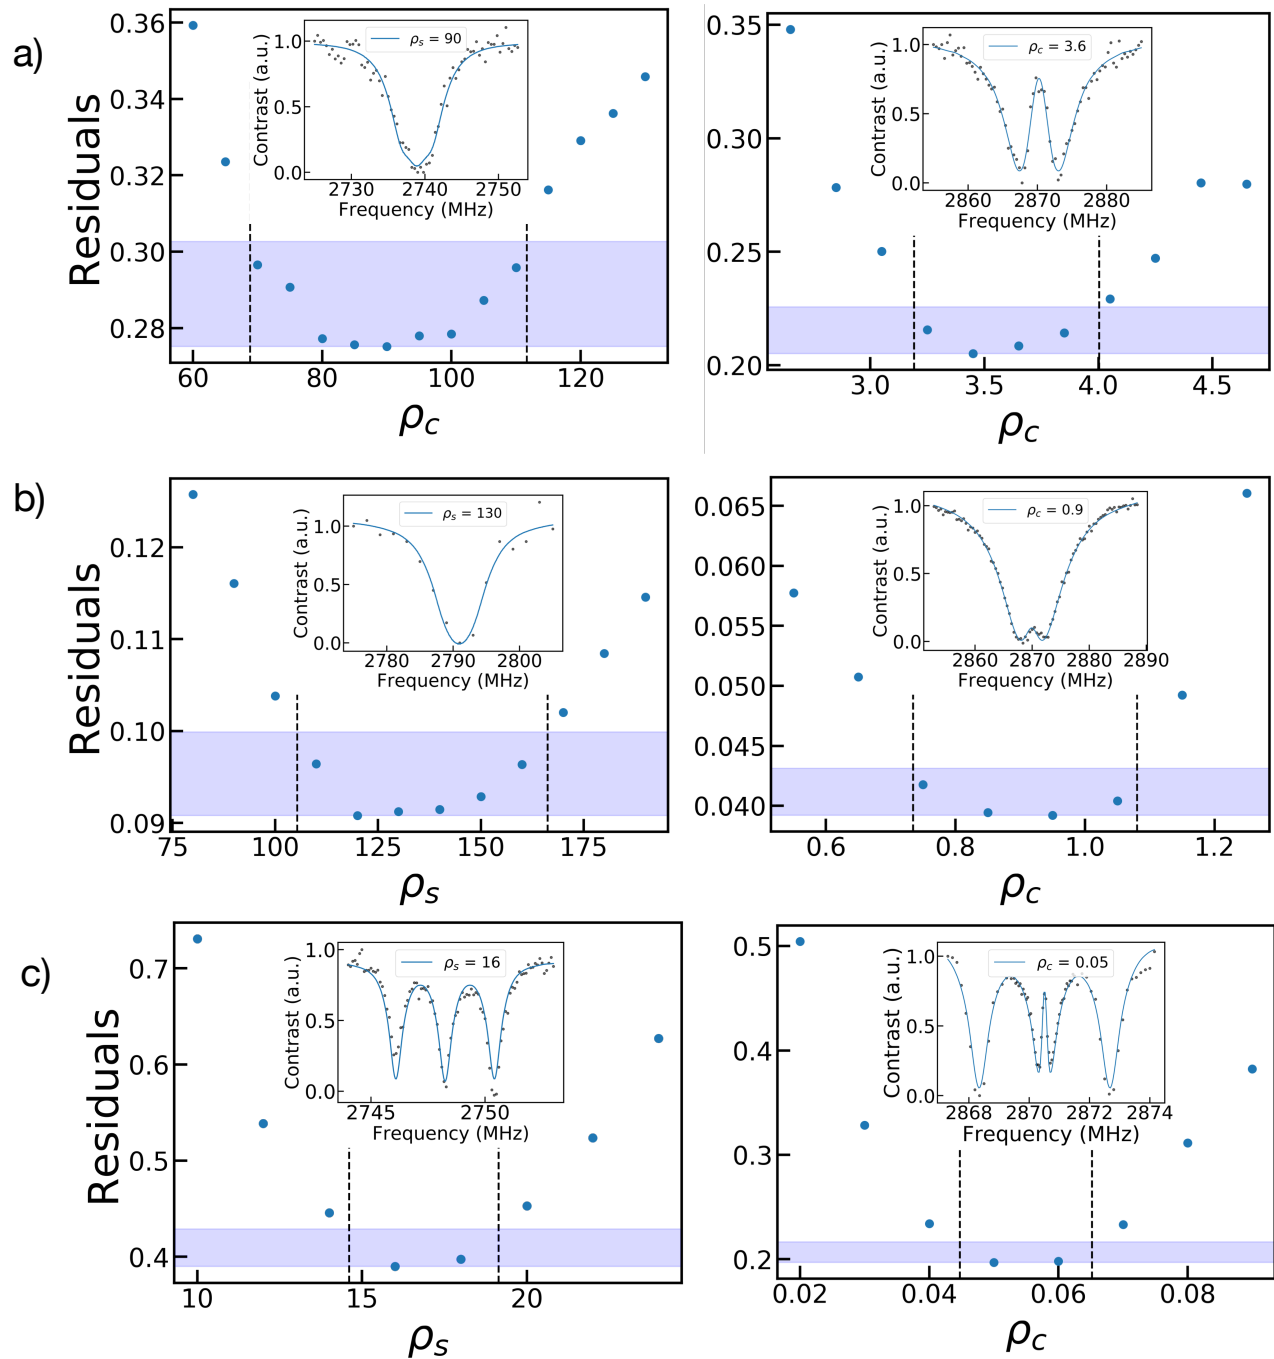 a)
Residuals
0.36
0.34
0.32
0.30
0.28
60 80 100 120
ρc
Contrast (a.u.)
1.0
0.5
0.0
ρs = 90
2730 2740 2750
Frequency (MHz)
0.35
0.30
0.25
0.20
3.0 3.5 4.0 4.5
ρc
Contrast (a.u.)
1.0
0.5
0.0
ρc = 3.6
2860 2870 2880
Frequency (MHz)
b)
Residuals
0.12
0.11
0.10
0.09
75 100 125 150 175
ρs
Contrast (a.u.)
1.0
0.5
0.0
ρs = 130
2780 2790 2800
Frequency (MHz)
0.065
0.060
0.055
0.050
0.045
0.040
0.6 0.8 1.0 1.2
ρc
Contrast (a.u.)
1.0
0.5
0.0
ρc = 0.9
2860 2870 2880 2890
Frequency (MHz)
c)
Residuals
0.7
0.6
0.5
0.4
10 15 20
ρs
Contrast (a.u.)
1.0
0.5
0.0
ρs = 16
2745 2750
Frequency (MHz)
0.5
0.4
0.3
0.2
0.02 0.04 0.06 0.08
ρc
Contrast (a.u.)
1.0
0.5
0.0
ρc = 0.05
2868 2870 2872 2874
Frequency (MHz)